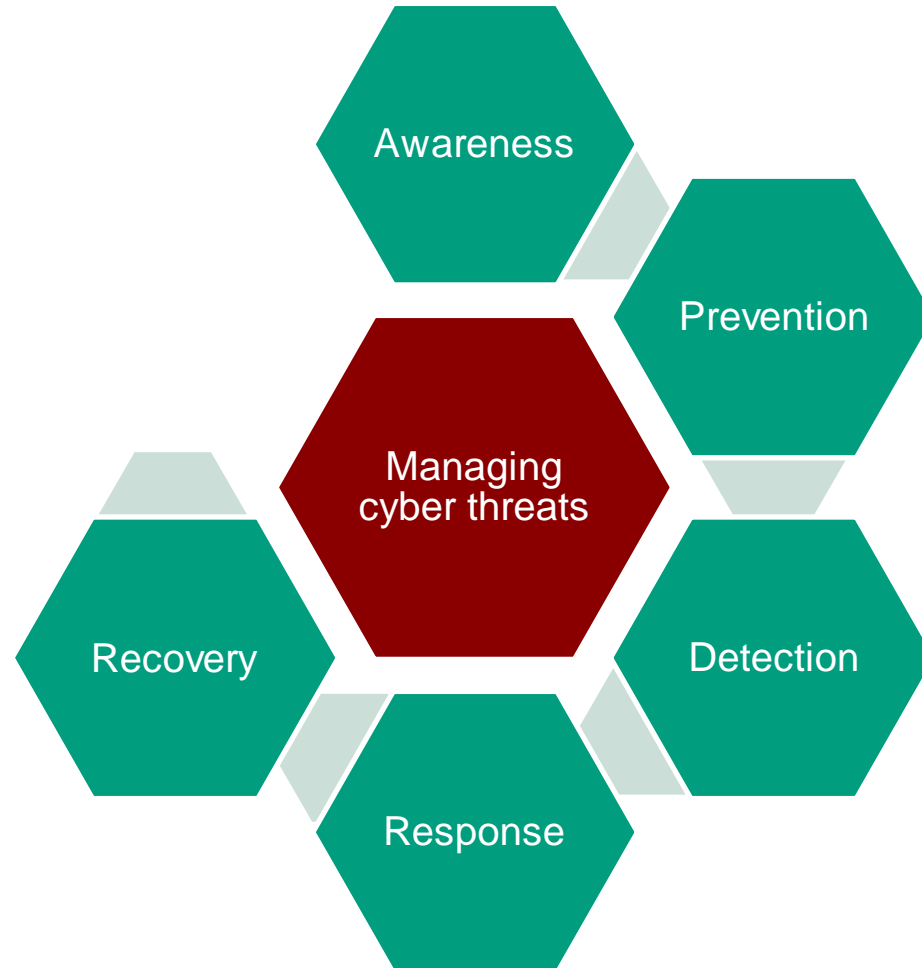 Awareness
Prevention
Managing
cyber threats
Detection
Recovery
Response